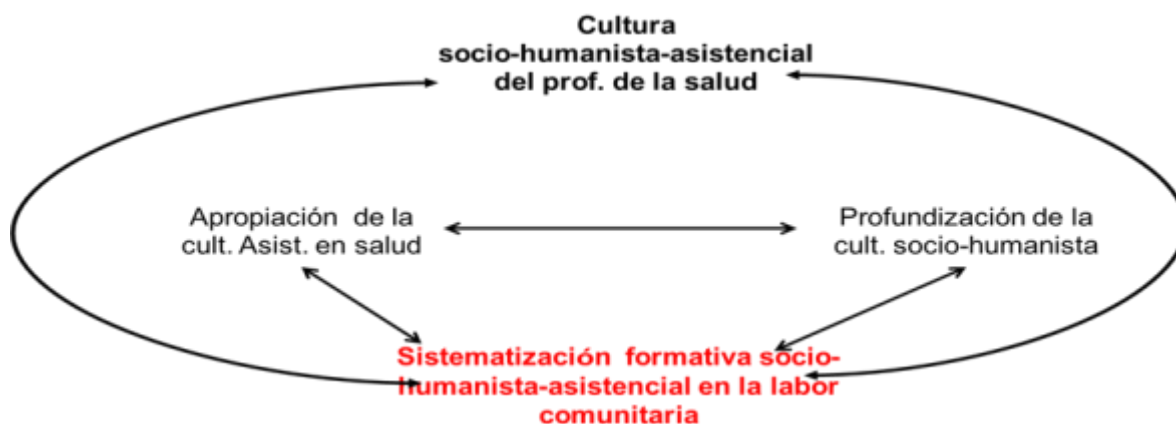 Cultura
socio-humanista-asistencial
del prof. de la salud
Apropiación de la
cult. Asist. en salud
Profundización de la
cult. socio-humanista
Sistematización formativa socio-
humanista-asistencial en la labor
comunitaria